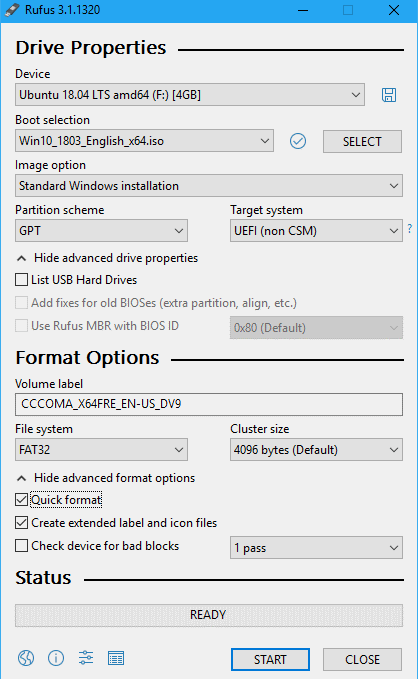 Rufus 3.1.1320
Drive Properties
Device
Ubuntu 18.04 LTS amd64 (F:) [4GB]
Boot selection
Win10_1803_English_x64.iso
SELECT
Image option
Standard Windows installation
Partition scheme
Target system
GPT
UEFI (non CSM)
?
Hide advanced drive properties
List USB Hard Drives
Add fixes for old BIOSes (extra partition, align, etc.)
Use Rufus MBR with BIOS ID
0x80 (Default)
Format Options
Volume label
CCCOMA_X64FRE_EN-US_DV9
File system
Cluster size
FAT32
4096 bytes (Default)
Hide advanced format options
Quick format
Create extended label and icon files
Check device for bad blocks
1 pass
Status
READY
START
CLOSE